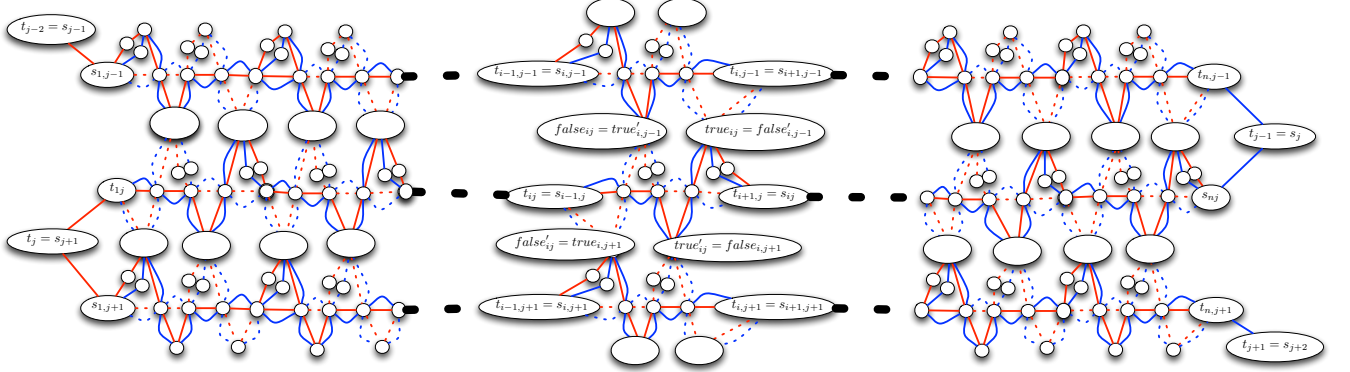 $t_{j-2} = s_{j-1}$
$s_{1,j-1}$
$t_{i-1,j-1} = s_{i,j-1}$
$t_{i,j-1} = s_{i+1,j-1}$
$t_{n,j-1}$
$false_{ij} = true'_{i,j-1}$
$true_{ij} = false'_{i,j-1}$
$t_{j-1} = s_j$
$t_{1j}$
$t_{ij} = s_{i-1,j}$
$t_{i+1,j} = s_{ij}$
$s_{nj}$
$t_j = s_{j+1}$
$false'_{ij} = true_{i,j+1}$
$true'_{ij} = false_{i,j+1}$
$s_{1,j+1}$
$t_{i-1,j+1} = s_{i,j+1}$
$t_{i,j+1} = s_{i+1,j+1}$
$t_{n,j+1}$
$t_{j+1} = s_{j+2}$